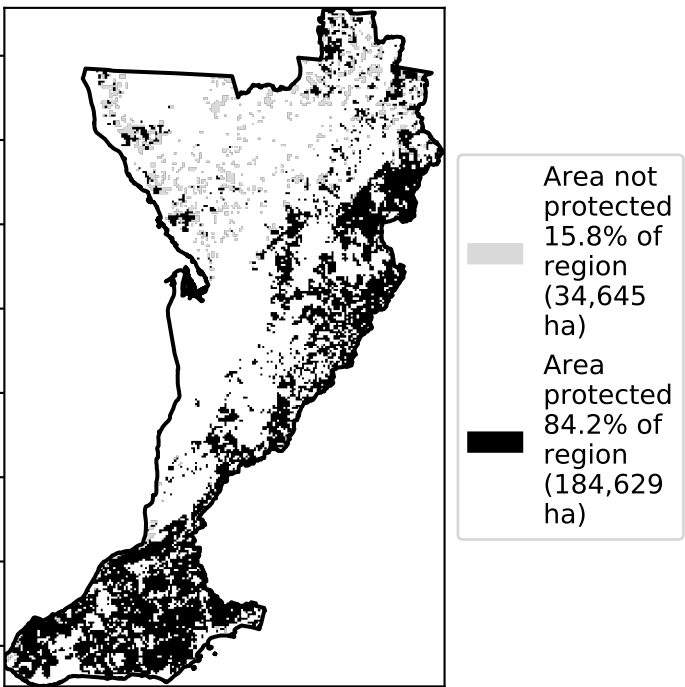 Area not
protected
15.8% of
region
(34,645
ha)
Area
protected
84.2% of
region
(184,629
ha)